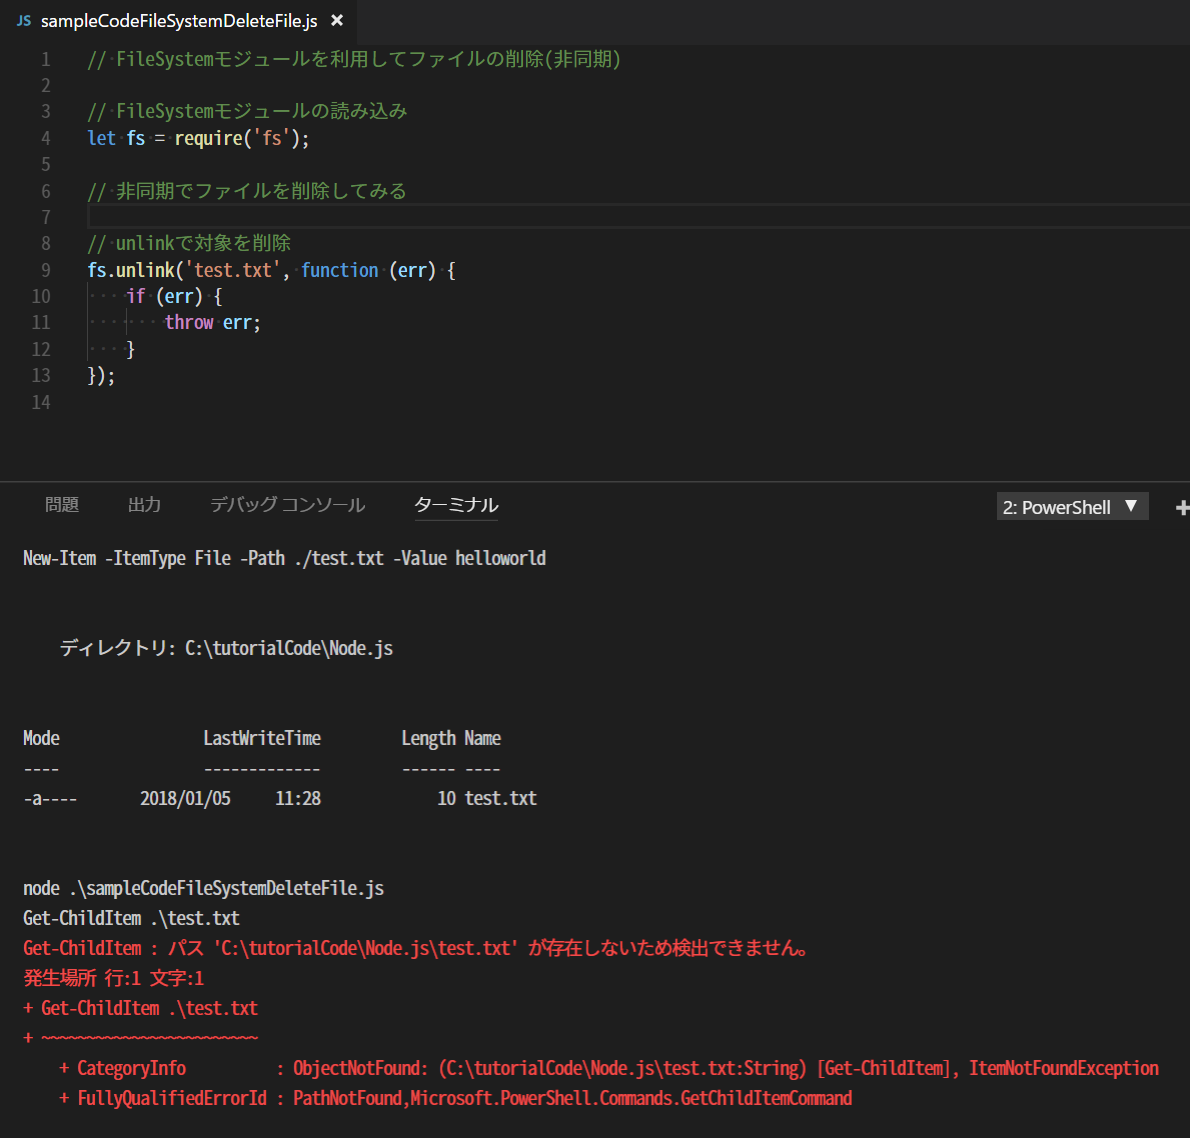 JS sampleCodeFileSystemDeleteFile.js ×
1 // FileSystemモジュールを利用してファイルの削除(非同期)
2
3 // FileSystemモジュールの読み込み
4 let fs = require('fs');
5
6 // 非同期でファイルを削除してみる
7
8 // unlinkで対象を削除
9 fs.unlink('test.txt', function (err) {
10     if (err) {
11         throw err;
12     }
13 });
14
問題 出力 デバッグ コンソール ターミナル 2: PowerShell ▼ +
New-Item -ItemType File -Path ./test.txt -Value helloworld
ディレクトリ: C:\tutorialCode\Node.js
Mode LastWriteTime Length Name
---- ------------- ------ ----
-a---- 2018/01/05 11:28 10 test.txt
node .\sampleCodeFileSystemDeleteFile.js
Get-ChildItem .\test.txt
Get-ChildItem : パス 'C:\tutorialCode\Node.js\test.txt' が存在しないため検出できません。
発生場所 行:1 文字:1
+ Get-ChildItem .\test.txt
+ ~~~~~~~~~~~~~~~~~~~~~~~~
+ CategoryInfo : ObjectNotFound: (C:\tutorialCode\Node.js\test.txt:String) [Get-ChildItem], ItemNotFoundException
+ FullyQualifiedErrorId : PathNotFound,Microsoft.PowerShell.Commands.GetChildItemCommand